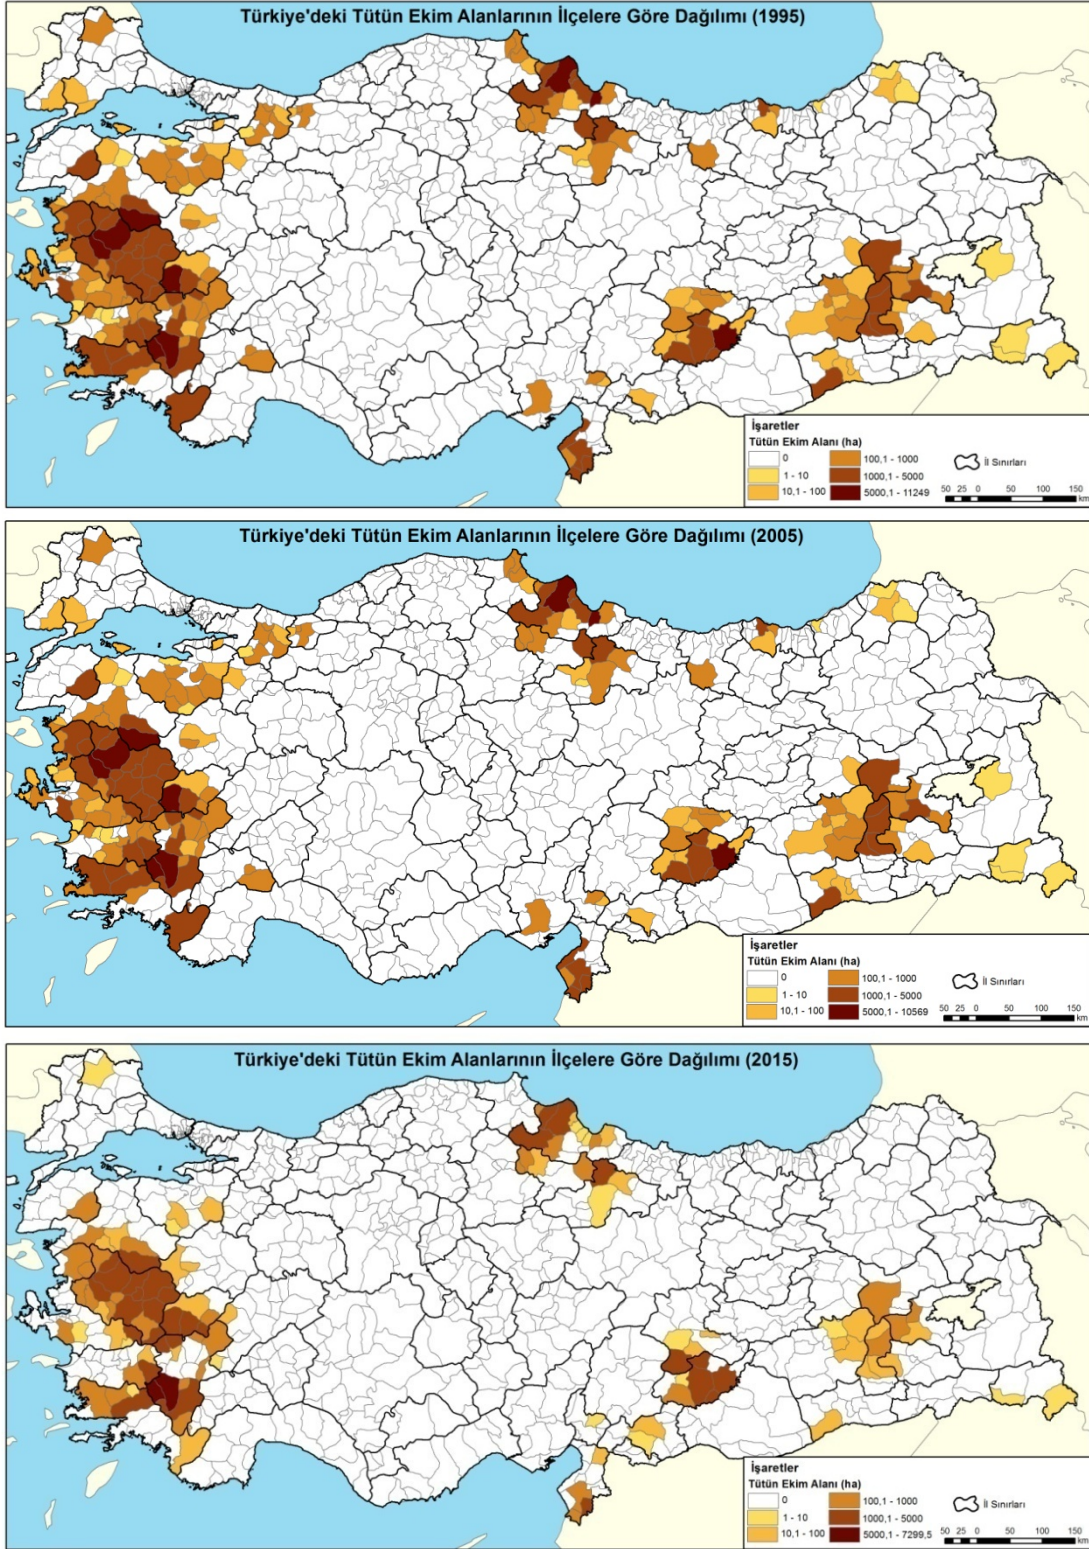 Türkiye'deki Tütün Ekim Alanlarının İlçelere Göre Dağılımı (1995)
İşaretler
Tütün Ekim Alanı (ha)
0
1 - 10
10,1 - 100
100,1 - 1000
1000,1 - 5000
5000,1 - 11249
İl Sınırları
50 25 0 50 100 150
km
Türkiye'deki Tütün Ekim Alanlarının İlçelere Göre Dağılımı (2005)
İşaretler
Tütün Ekim Alanı (ha)
0
1 - 10
10,1 - 100
100,1 - 1000
1000,1 - 5000
5000,1 - 10569
İl Sınırları
50 25 0 50 100 150
km
Türkiye'deki Tütün Ekim Alanlarının İlçelere Göre Dağılımı (2015)
İşaretler
Tütün Ekim Alanı (ha)
0
1 - 10
10,1 - 100
100,1 - 1000
1000,1 - 5000
5000,1 - 7299,5
İl Sınırları
50 25 0 50 100 150
km